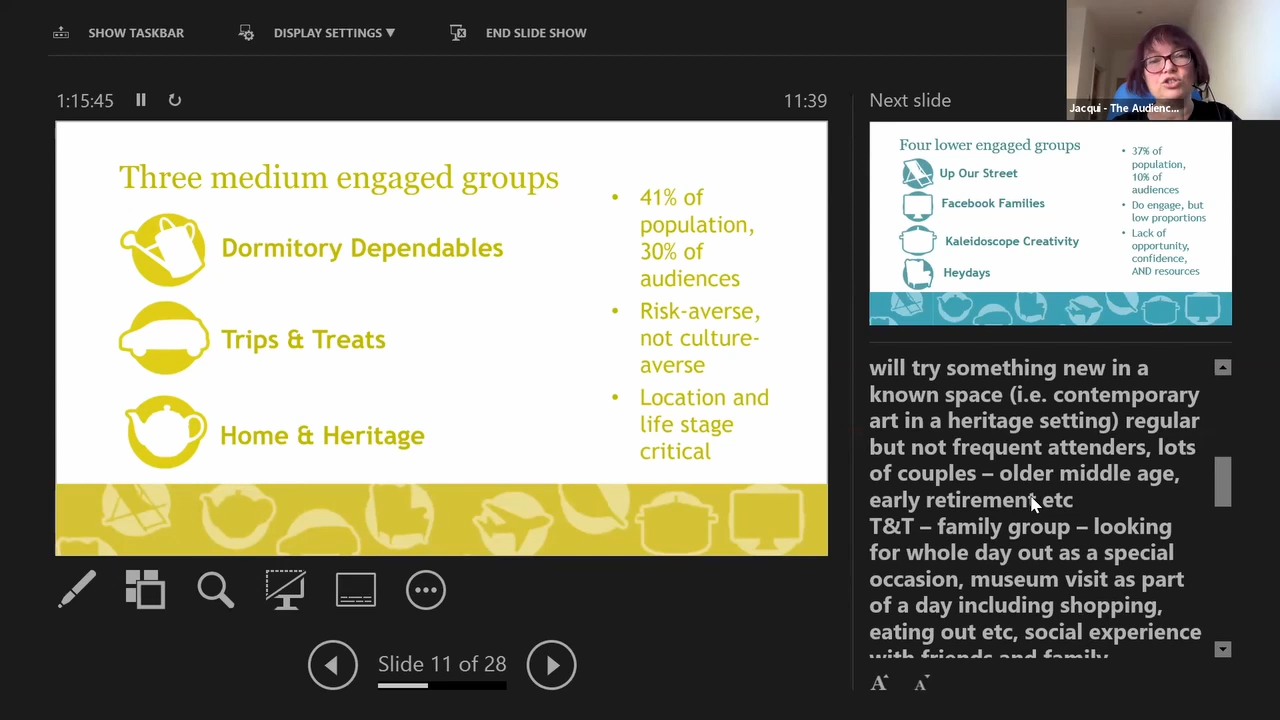 SHOW TASKBAR
DISPLAY SETTINGS ▼
END SLIDE SHOW
Jacqui - The Audienc...
1:15:45
11:39
Next slide
Three medium engaged groups
Dormitory Dependables
Trips & Treats
Home & Heritage
• 41% of
population,
30% of
audiences
• Risk-averse,
not culture-
averse
• Location and
life stage
critical
Four lower engaged groups
Up Our Street
Facebook Families
Kaleidoscope Creativity
Heydays
• 37% of
population,
10% of
audiences
• Do engage, but
low proportions
• Lack of
opportunity,
confidence,
AND resources
will try something new in a
known space (i.e. contemporary
art in a heritage setting) regular
but not frequent attenders, lots
of couples – older middle age,
early retirement etc
T&T – family group – looking
for whole day out as a special
occasion, museum visit as part
of a day including shopping,
eating out etc, social experience
with friends and family
Slide 11 of 28
A A